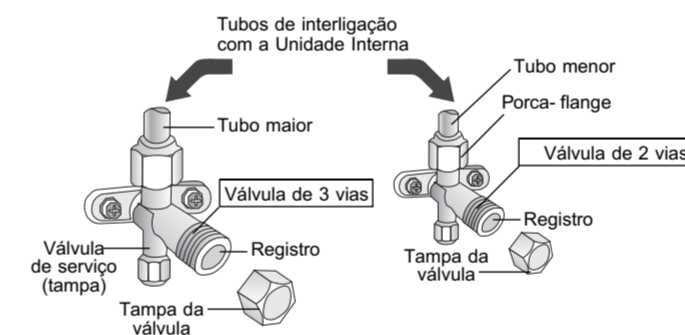 Tubos de interligação
com a Unidade Interna
Tubo maior
Válvula de 3 vias
Registro
Válvula
de serviço
(tampa)
Tampa da
válvula
Tubo menor
Porca- flange
Válvula de 2 vias
Registro
Tampa da
válvula